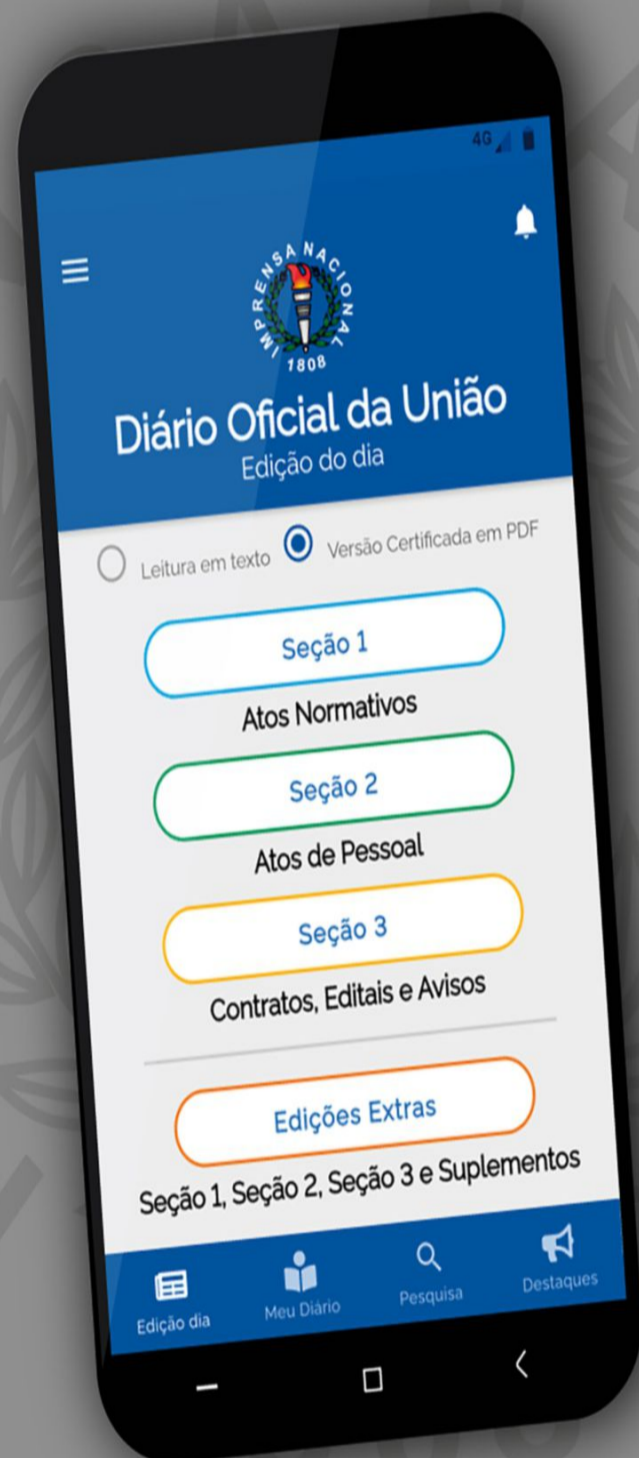 4G
IMPRENSA NACIONAL
1808
Diário Oficial da União
Edição do dia
Leitura em texto Versão Certificada em PDF
Seção 1
Atos Normativos
Seção 2
Atos de Pessoal
Seção 3
Contratos, Editais e Avisos
Edições Extras
Seção 1, Seção 2, Seção 3 e Suplementos
Edição dia Meu Diário Pesquisa Destaques